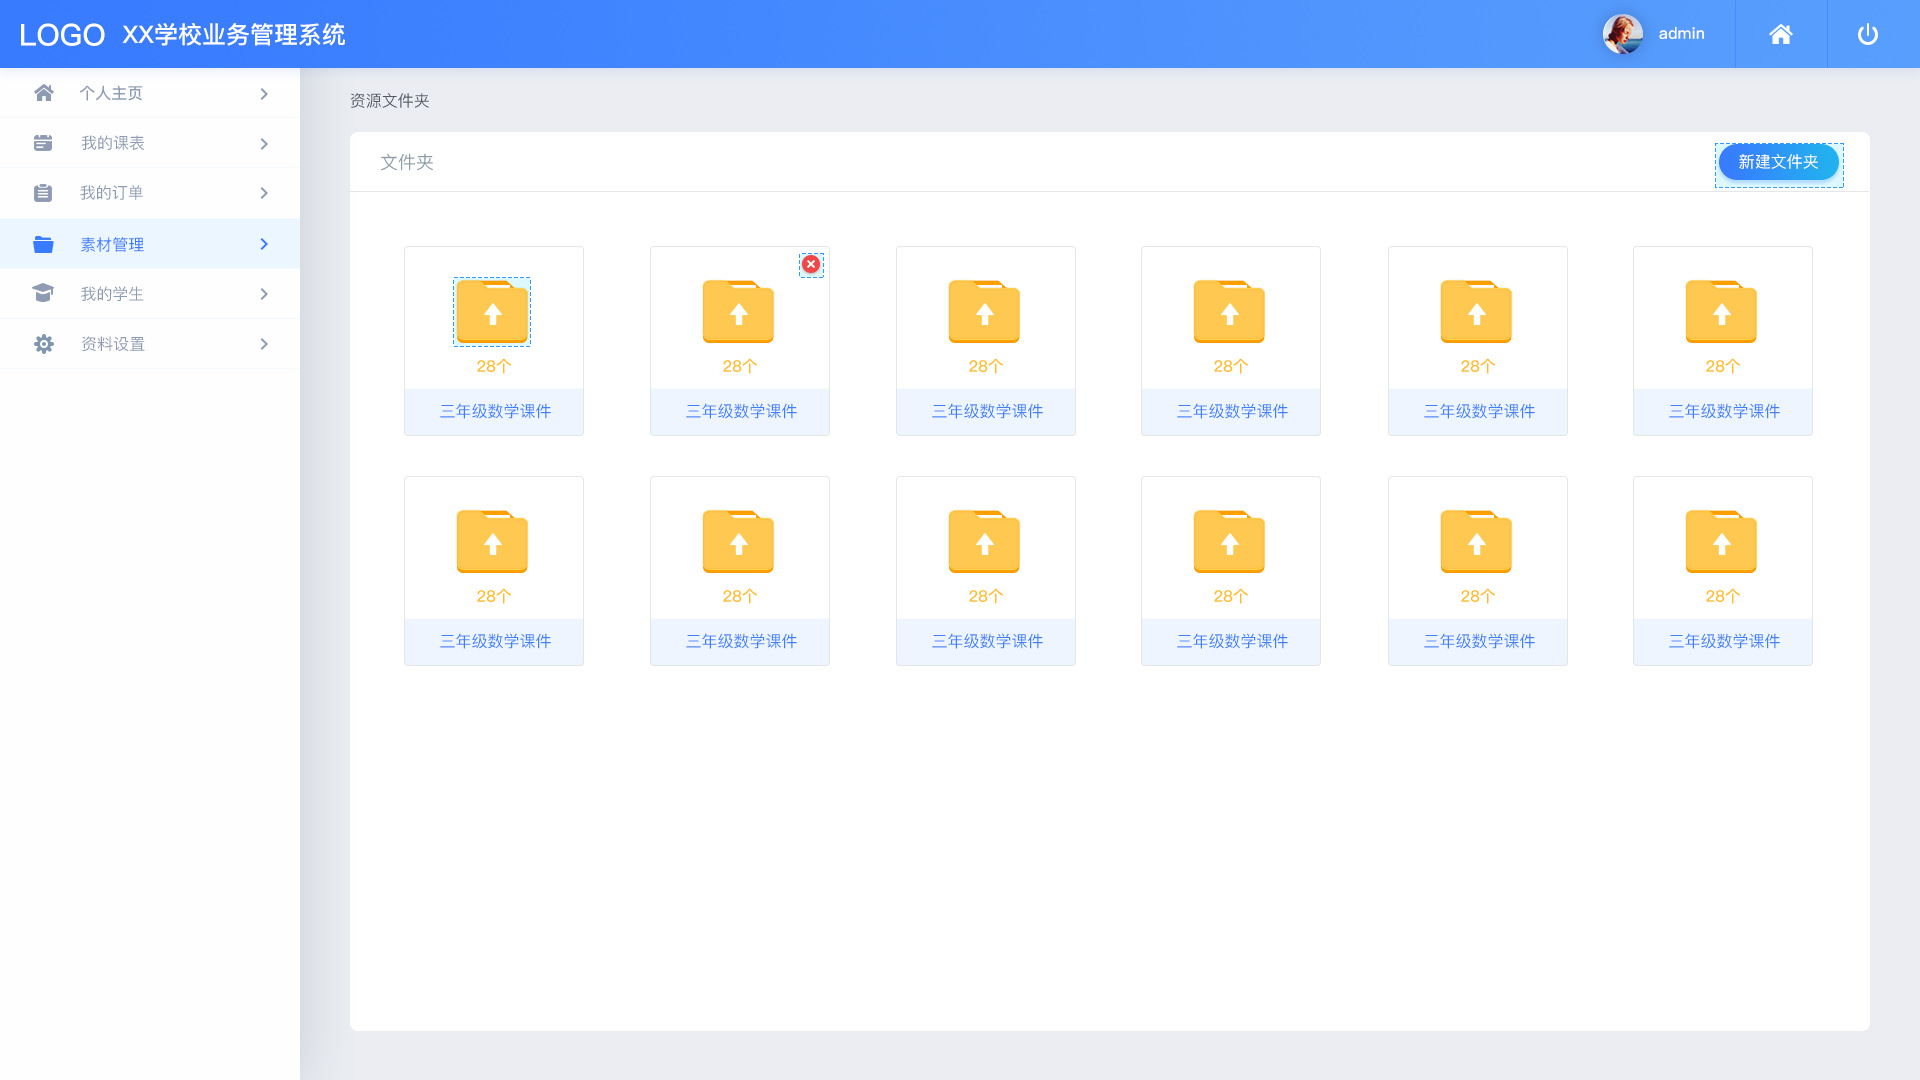 LOGO XX学校业务管理系统 admin
个人主页
我的课表
我的订单
素材管理
我的学生
资料设置
资源文件夹
文件夹 新建文件夹
28个 28个 28个 28个 28个 28个
三年级数学课件 三年级数学课件 三年级数学课件 三年级数学课件 三年级数学课件 三年级数学课件
28个 28个 28个 28个 28个 28个
三年级数学课件 三年级数学课件 三年级数学课件 三年级数学课件 三年级数学课件 三年级数学课件